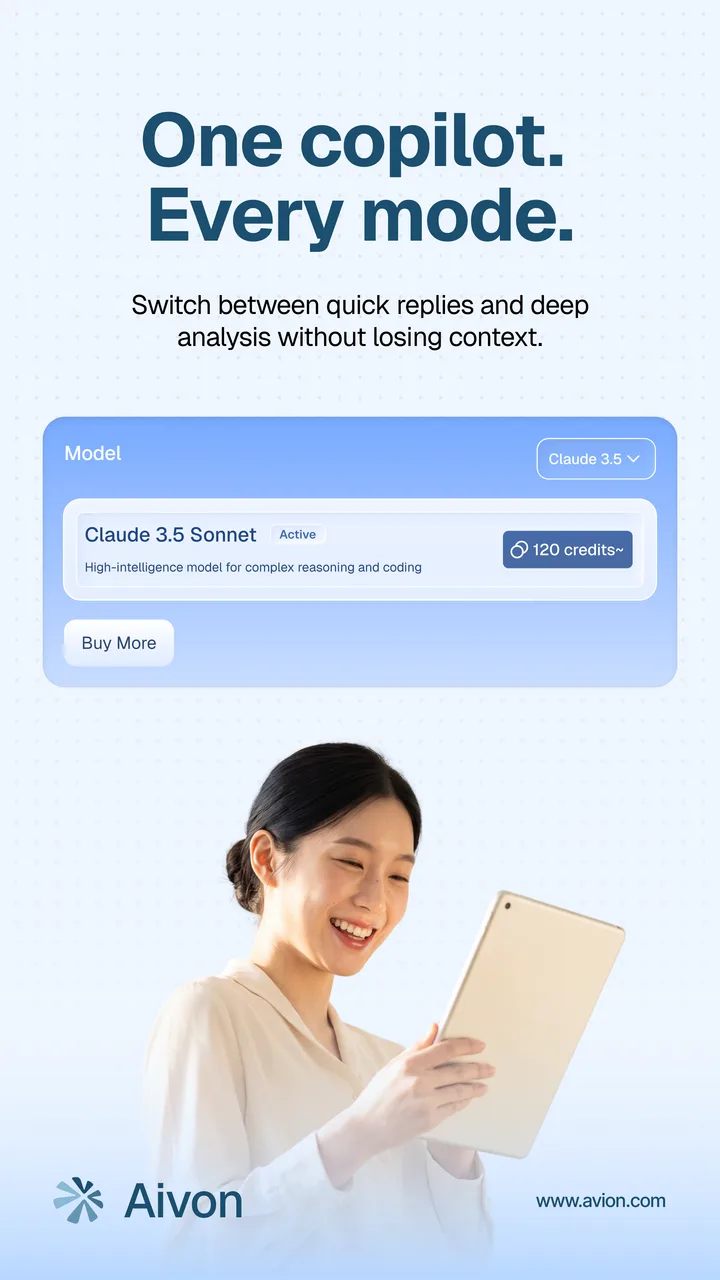 One copilot.
Every mode.
Switch between quick replies and deep
analysis without losing context.
Model
Claude 3.5
Claude 3.5 Sonnet
Active
120 credits~
High-intelligence model for complex reasoning and coding
Buy More
Aivon
www.avion.com